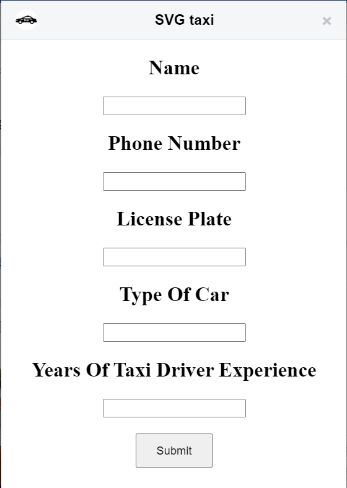 SVG taxi
×
Name
Phone Number
License Plate
Type Of Car
Years Of Taxi Driver Experience
Submit